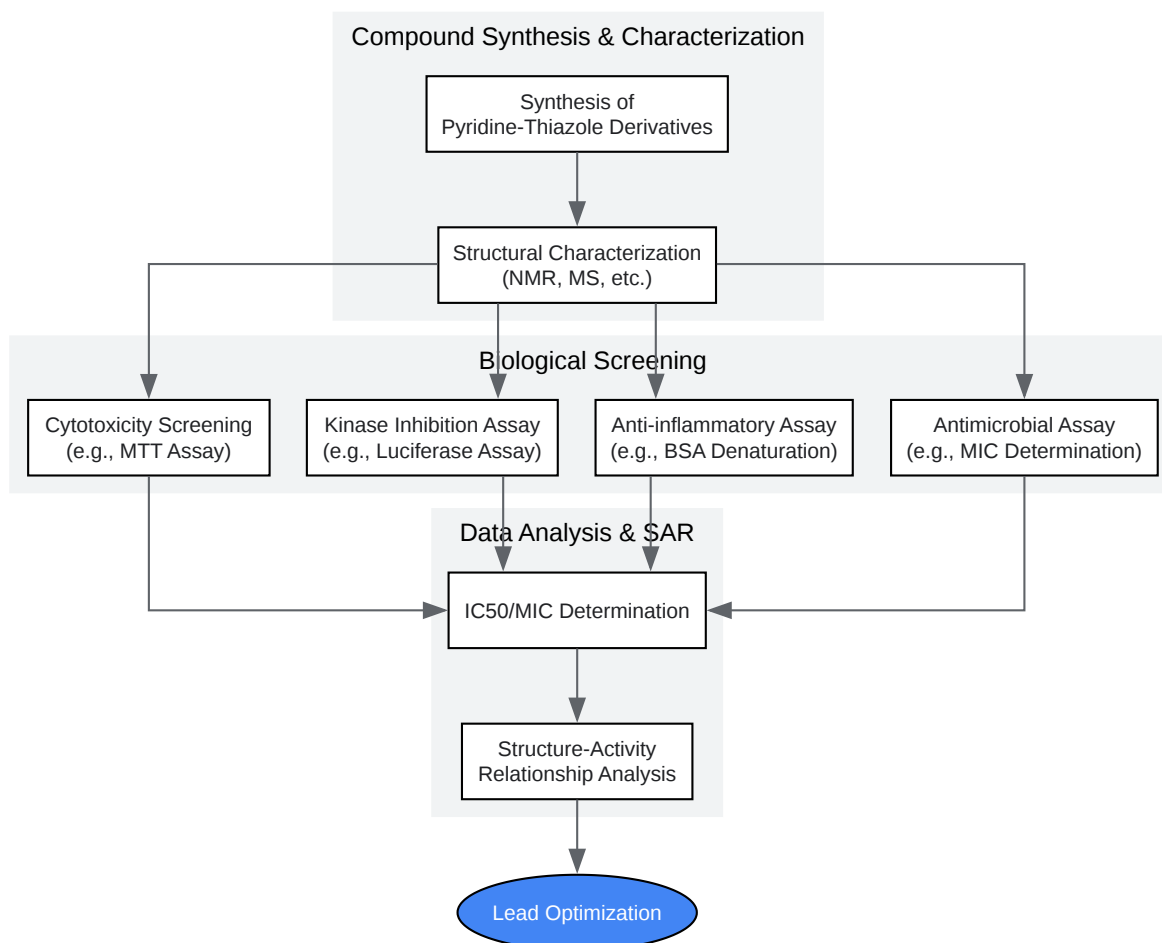 Compound Synthesis & Characterization
Synthesis of
Pyridine-Thiazole Derivatives
Structural Characterization
(NMR, MS, etc.)
Biological Screening
Cytotoxicity Screening
(e.g., MTT Assay)
Kinase Inhibition Assay
(e.g., Luciferase Assay)
Anti-inflammatory Assay
(e.g., BSA Denaturation)
Antimicrobial Assay
(e.g., MIC Determination)
Data Analysis & SAR
IC50/MIC Determination
Structure-Activity
Relationship Analysis
Lead Optimization